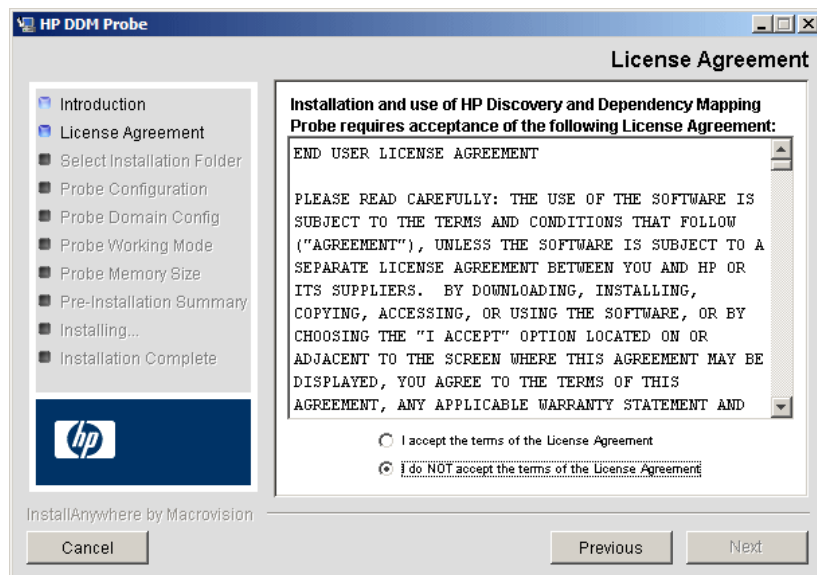 HP DDM Probe
License Agreement
Introduction
License Agreement
Select Installation Folder
Probe Configuration
Probe Domain Config
Probe Working Mode
Probe Memory Size
Pre-Installation Summary
Installing...
Installation Complete
hp
Installation and use of HP Discovery and Dependency Mapping
Probe requires acceptance of the following License Agreement:
END USER LICENSE AGREEMENT
PLEASE READ CAREFULLY: THE USE OF THE SOFTWARE IS
SUBJECT TO THE TERMS AND CONDITIONS THAT FOLLOW
("AGREEMENT"), UNLESS THE SOFTWARE IS SUBJECT TO A
SEPARATE LICENSE AGREEMENT BETWEEN YOU AND HP OR
ITS SUPPLIERS.  BY DOWNLOADING, INSTALLING,
COPYING, ACCESSING, OR USING THE SOFTWARE, OR BY
CHOOSING THE "I ACCEPT" OPTION LOCATED ON OR
ADJACENT TO THE SCREEN WHERE THIS AGREEMENT MAY BE
DISPLAYED, YOU AGREE TO THE TERMS OF THIS
AGREEMENT, ANY APPLICABLE WARRANTY STATEMENT AND
I accept the terms of the License Agreement
I do NOT accept the terms of the License Agreement
InstallAnywhere by Macrovision
Cancel
Previous
Next